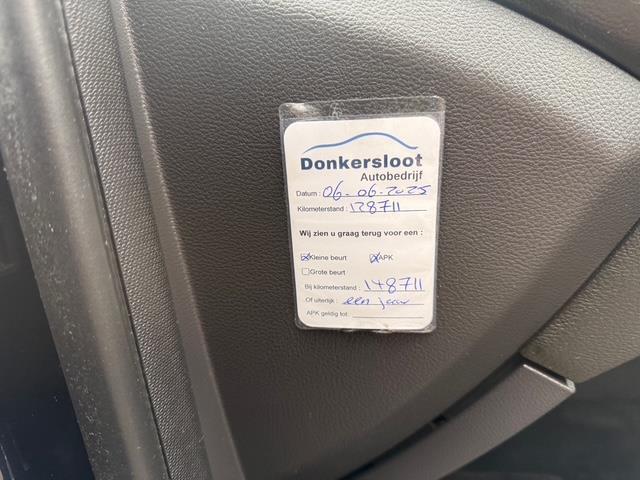 Donkersloot
Autobedrijf
Datum : 06-06-2025
Kilometerstand : 128711
Wij zien u graag terug voor een :
Kleine beurt APK
Grote beurt
Bij kilometerstand : 148711
Of uiterlijk : een jaar
APK geldig tot: